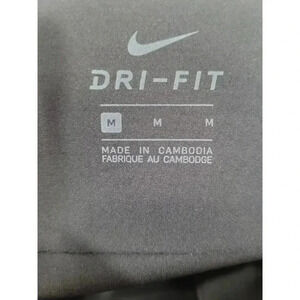 DRI-FIT
M M M
MADE IN CAMBODIA
FABRIQUE AU CAMBODGE